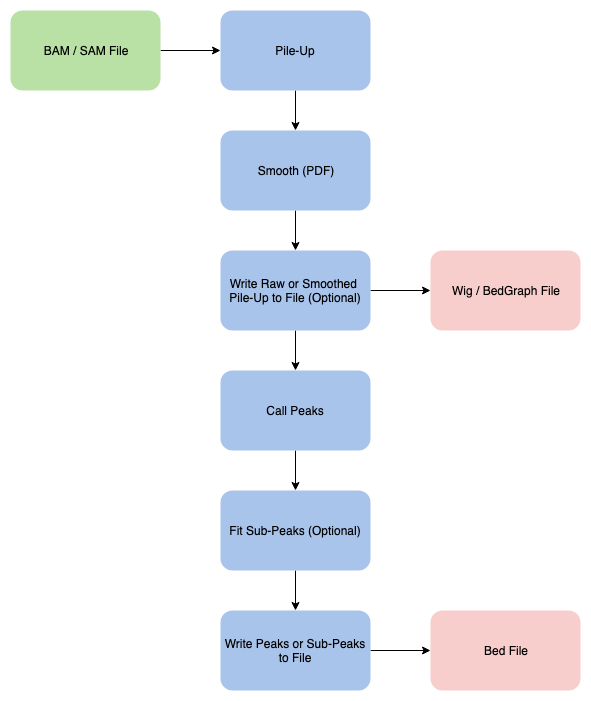 BAM / SAM File
Pile-Up
Smooth (PDF)
Write Raw or Smoothed
Pile-Up to File (Optional)
Wig / BedGraph File
Call Peaks
Fit Sub-Peaks (Optional)
Write Peaks or Sub-Peaks
to File
Bed File